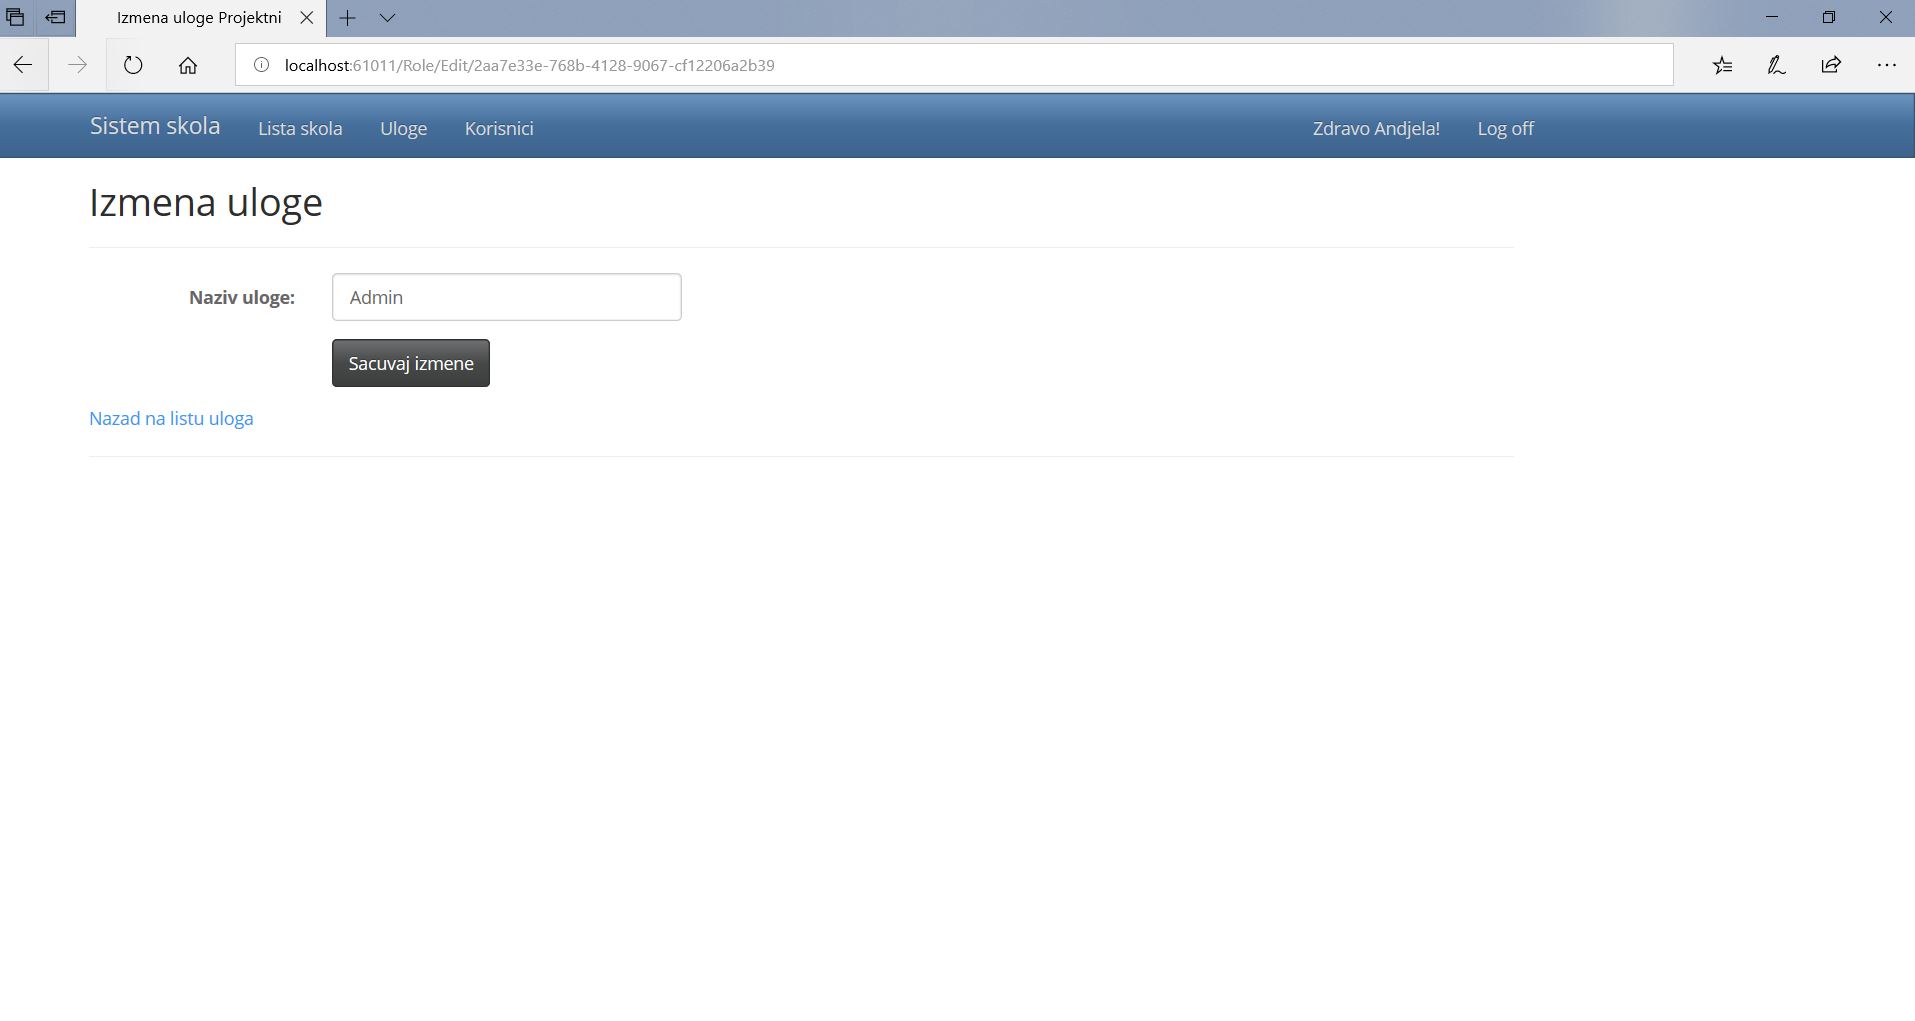 Izmena uloge Projektni
localhost:61011/Role/Edit/2aa7e33e-768b-4128-9067-cf12206a2b39
Sistem skola Lista skola Uloge Korisnici Zdravo Andjela! Log off
Izmena uloge
Naziv uloge: Admin
Sacuvaj izmene
Nazad na listu uloga